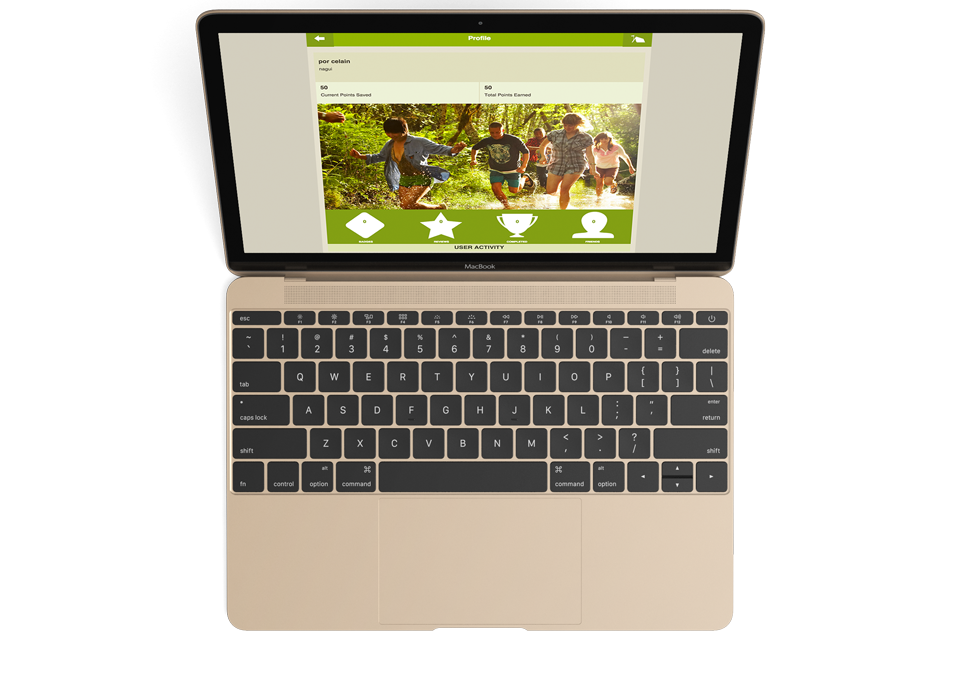 Profile
por celain
nagui
50
Current Points Saved
50
Total Points Earned
BADGES
REVIEWS
COMPLETED
FRIENDS
USER ACTIVITY
MacBook
esc F1 F2 F3 F4 F5 F6 F7 F8 F9 F10 F11 F12
~ ! @ # $ % ^ & * ( ) — +
` 1 2 3 4 5 6 7 8 9 0 - = delete
tab Q W E R T Y U I O P { [ } ] | \
caps lock A S D F G H J K L : ; " ' enter return
shift Z X C V B N M < , > . ? / shift
fn control alt option ⌘ command ⌘ command alt option ◄ ▲ ▼ ►